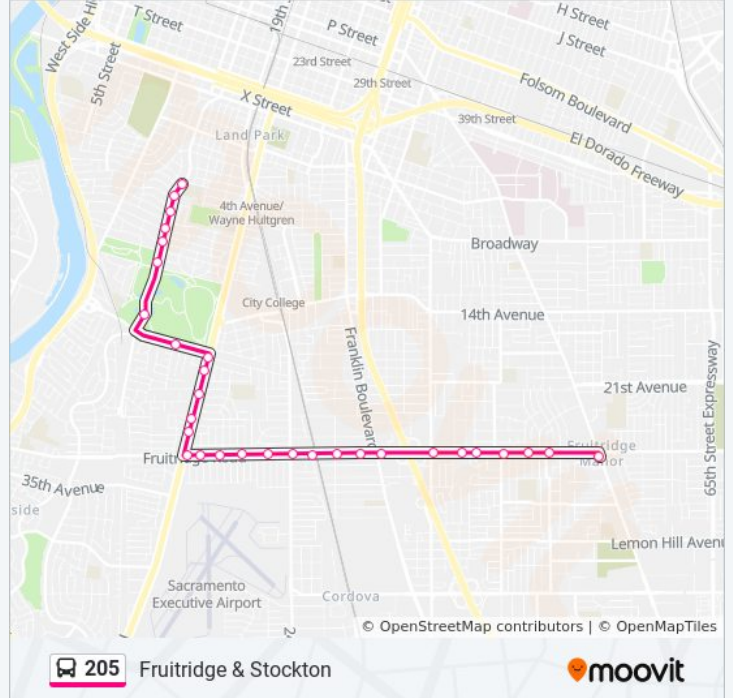 T Street
H Street
West Side Hi
P Street
J Street
19th
5th Street
23rd Street
29th Street
Folsom Boulevard
X Street
39th Street
Land Park
El Dorado Freeway
4th Avenue/
Wayne Hultgren
Broadway
City College
14th Avenue
Franklin Boulevard
21st Avenue
65th Street Expressway
Fruitridge
Manor
35th Avenue
side
Lemon Hill Avenu
Sacramento
Executive Airport
Cordova
© OpenStreetMap contributors | © OpenMapTiles
205 Fruitridge & Stockton
moovit